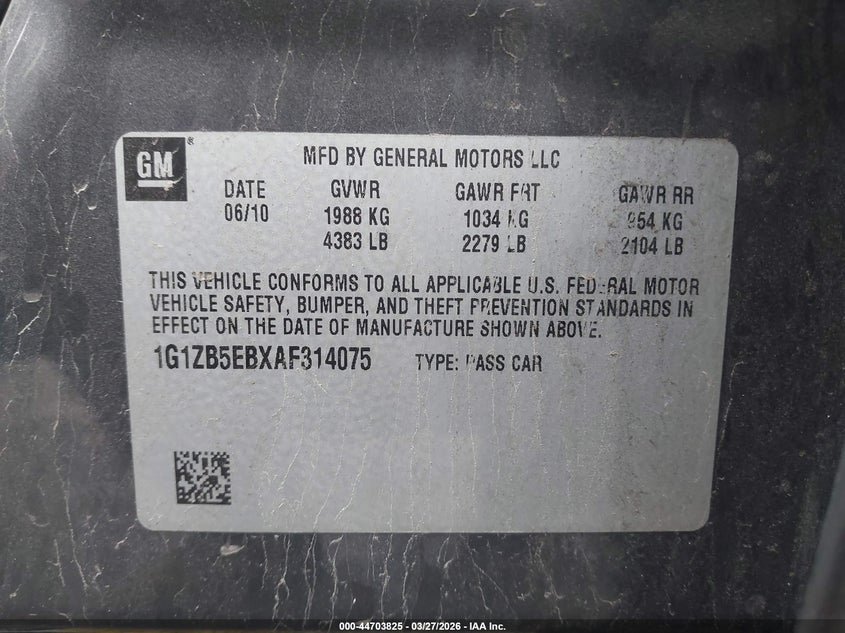 GM
MFD BY GENERAL MOTORS LLC
DATE GVWR GAWR FRT GAWR RR
06/10 1988 KG 1034 KG 954 KG
4383 LB 2279 LB 2104 LB
THIS VEHICLE CONFORMS TO ALL APPLICABLE U.S. FEDERAL MOTOR
VEHICLE SAFETY, BUMPER, AND THEFT PREVENTION STANDARDS IN
EFFECT ON THE DATE OF MANUFACTURE SHOWN ABOVE.
1G1ZB5EBXAF314075 TYPE: PASS CAR
000-44703825 - 03/27/2026 - IAA Inc.